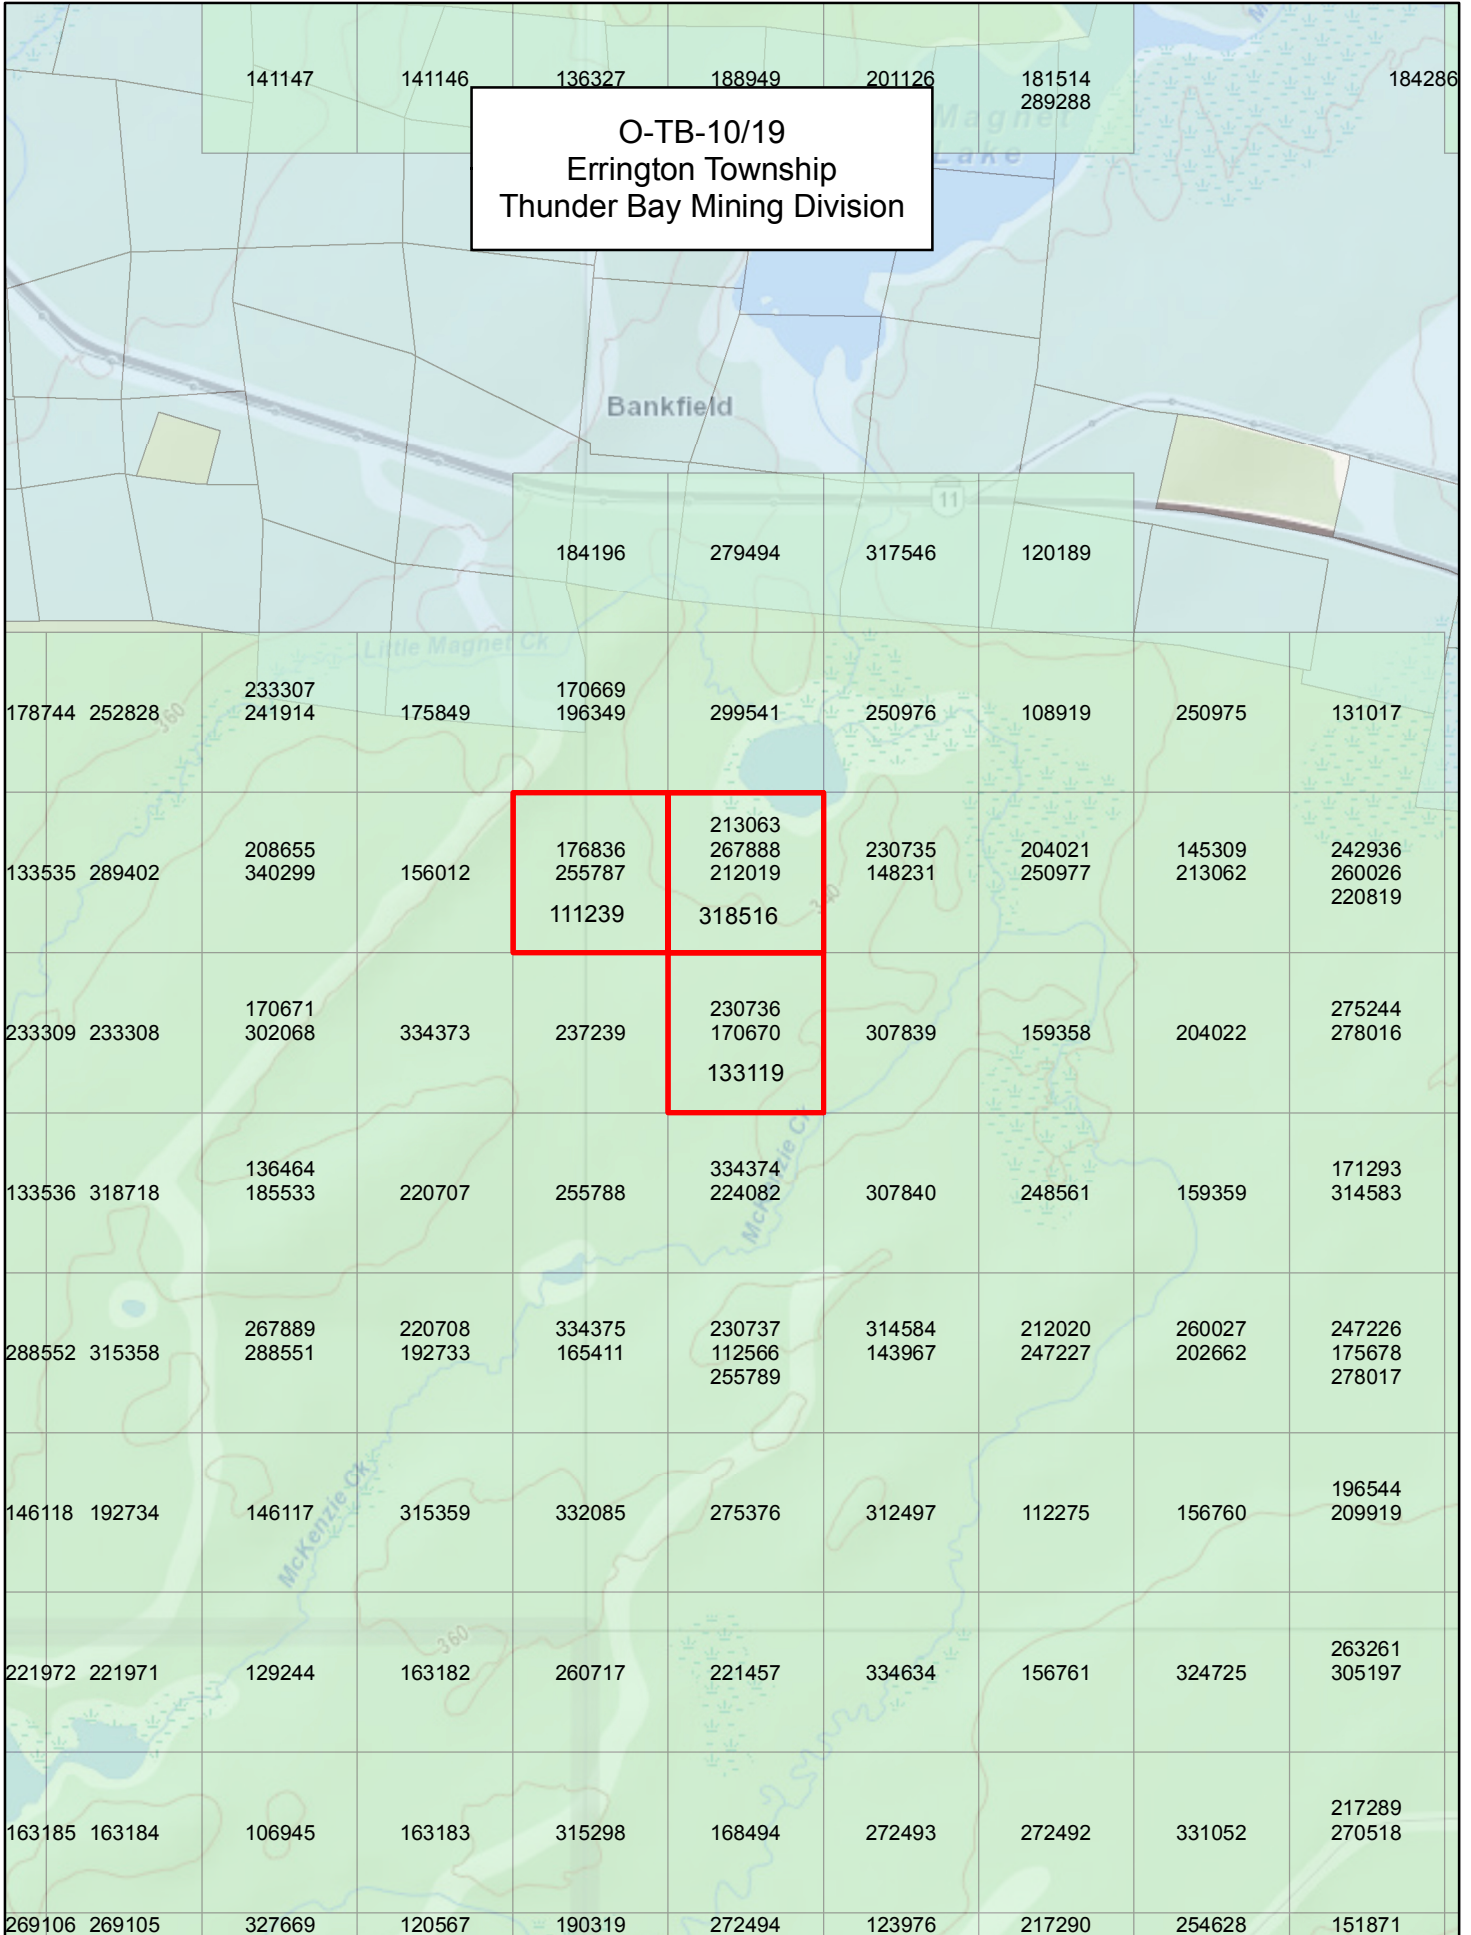 141147 141146 136327 188949 201126 181514 184286
289288
O-TB-10/19
Errington Township
Thunder Bay Mining Division
Magnet
Lake
Bankfield
11
184196 279494 317546 120189
Little Magnet Ck
233307 170669
178744 252828 241914 175849 196349 299541 250976 108919 250975 131017
360
213063
208655 176836 267888 230735 204021 145309 242936
133535 289402 340299 156012 255787 212019 148231 250977 213062 260026
220819
111239 318516
340
170671 230736 275244
233309 233308 302068 334373 237239 170670 307839 159358 204022 278016
133119
McKenzie Ck
136464 334374 171293
133536 318718 185533 220707 255788 224082 307840 248561 159359 314583
267889 220708 334375 230737 314584 212020 260027 247226
288552 315358 288551 192733 165411 112566 143967 247227 202662 175678
255789 278017
196544
146118 192734 146117 315359 332085 275376 312497 112275 156760 209919
McKenzie Ck
360
263261
221972 221971 129244 163182 260717 221457 334634 156761 324725 305197
217289
163185 163184 106945 163183 315298 168494 272493 272492 331052 270518
269106 269105 327669 120567 190319 272494 123976 217290 254628 151871